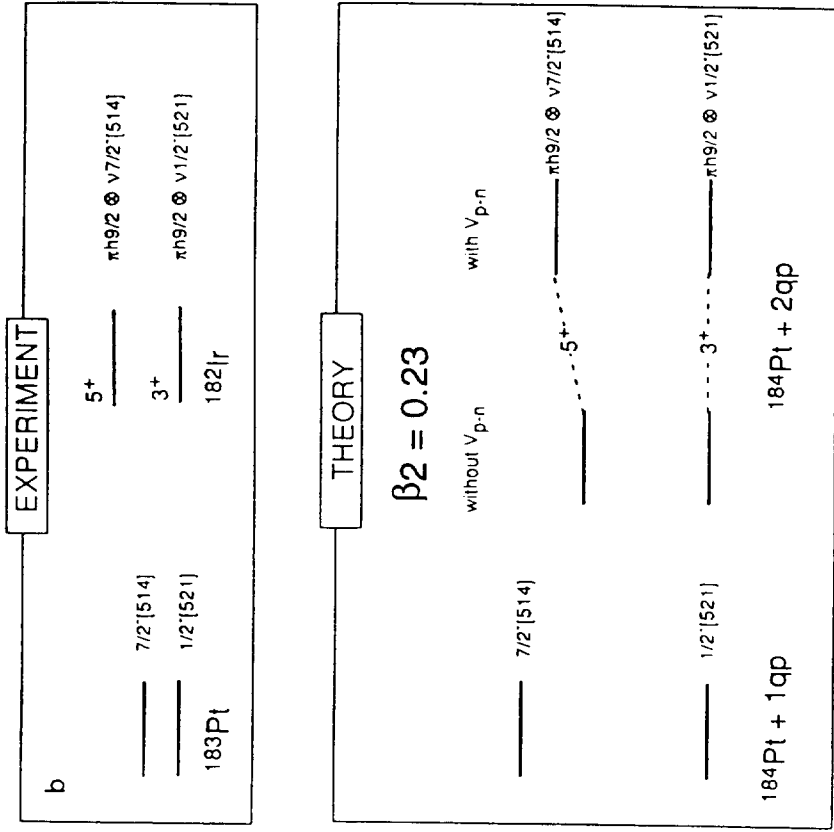 b
EXPERIMENT
7/2⁻[514]
1/2⁻[521]
183Pt
5+
πh9/2 ⊗ ν7/2⁻[514]
3+
πh9/2 ⊗ ν1/2⁻[521]
182Ir
THEORY
β2 = 0.23
without Vp-n
with Vp-n
7/2⁻[514]
5+
πh9/2 ⊗ ν7/2⁻[514]
1/2⁻[521]
3+
πh9/2 ⊗ ν1/2⁻[521]
184Pt + 1qp
184Pt + 2qp